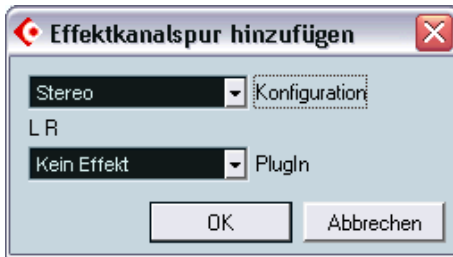 Effektkanalspur hinzufügen
Stereo Konfiguration
L R
Kein Effekt PlugIn
OK Abbrechen